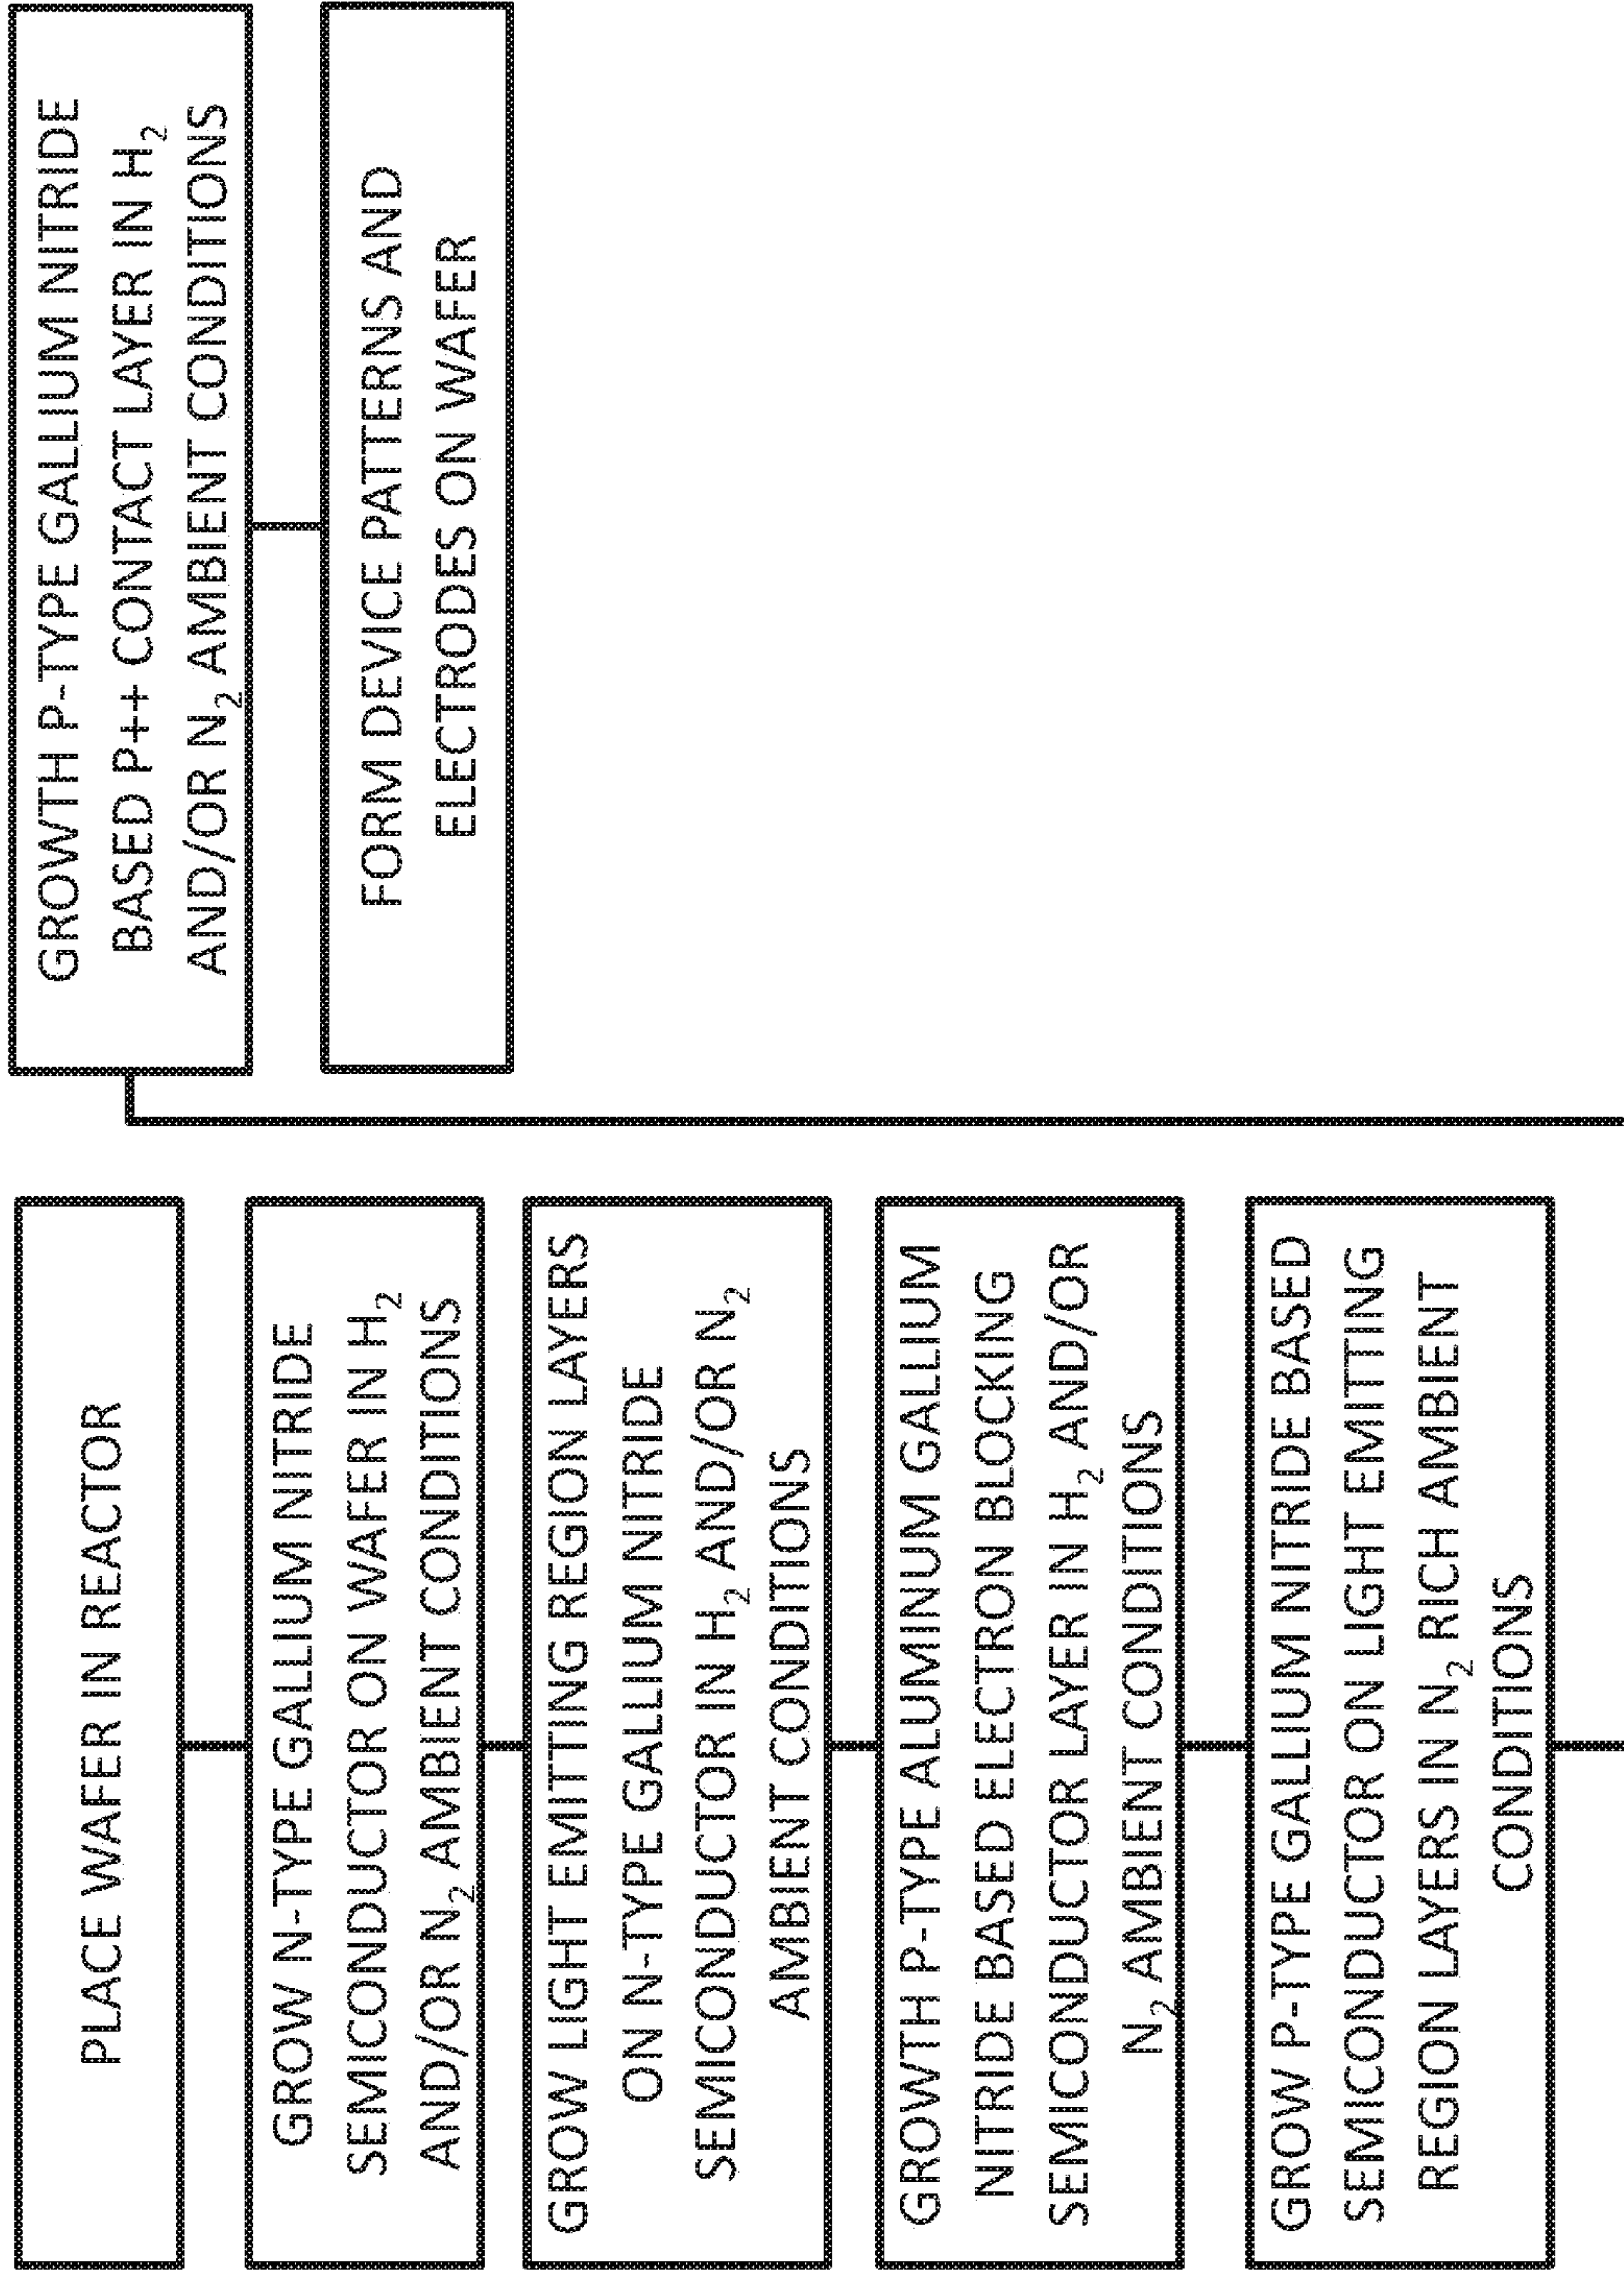 PLACE WAFER IN REACTOR
GROW N-TYPE GALLIUM NITRIDE
SEMICONDUCTOR ON WAFER IN H₂
AND/OR N₂ AMBIENT CONDITIONS
GROW LIGHT EMITTING REGION LAYERS
ON N-TYPE GALLIUM NITRIDE
SEMICONDUCTOR IN H₂ AND/OR N₂
AMBIENT CONDITIONS
GROWTH P-TYPE ALUMINUM GALLIUM
NITRIDE BASED ELECTRON BLOCKING
SEMICONDUCTOR LAYER IN H₂ AND/OR
N₂ AMBIENT CONDITIONS
GROW P-TYPE GALLIUM NITRIDE BASED
SEMICONDUCTOR ON LIGHT EMITTING
REGION LAYERS IN N₂ RICH AMBIENT
CONDITIONS
GROWTH P-TYPE GALLIUM NITRIDE
BASED P++ CONTACT LAYER IN H₂
AND/OR N₂ AMBIENT CONDITIONS
FORM DEVICE PATTERNS AND
ELECTRODES ON WAFER